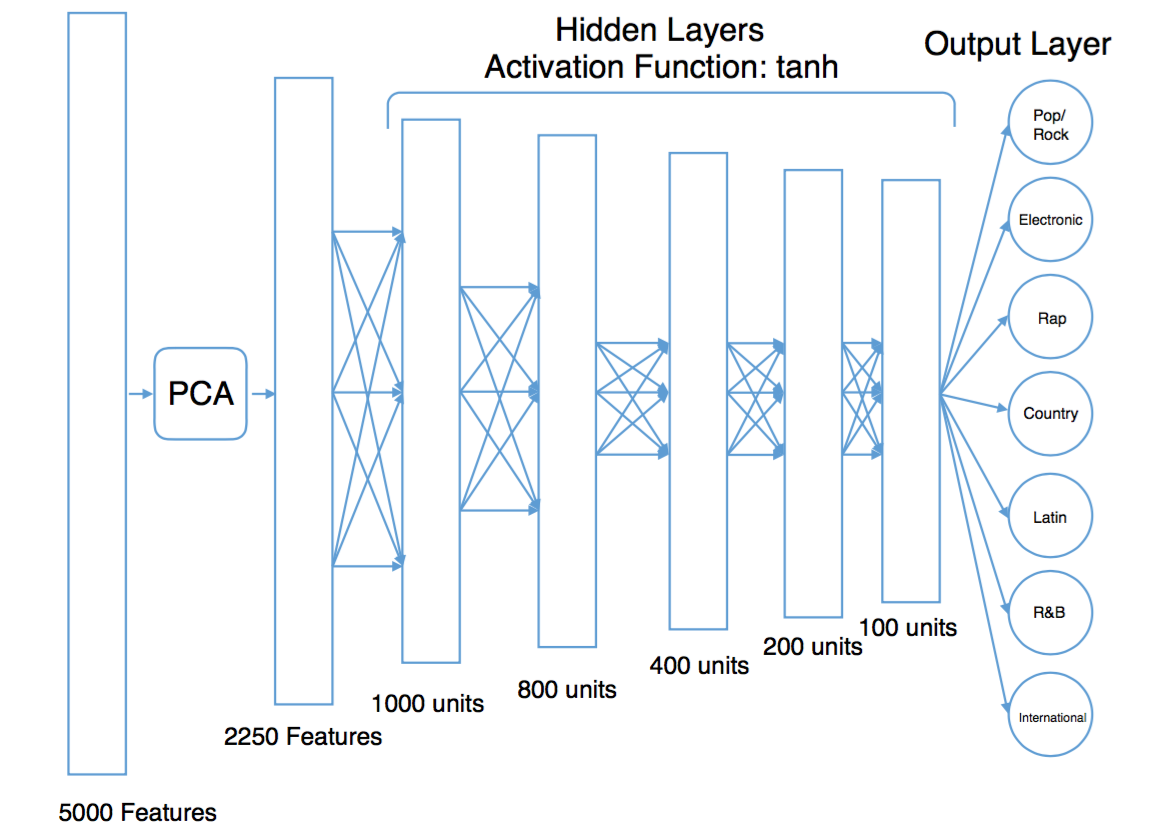 Hidden Layers
Activation Function: tanh
Output Layer
Pop/
Rock
Electronic
Rap
PCA
Country
Latin
R&B
International
100 units
200 units
400 units
800 units
1000 units
2250 Features
5000 Features